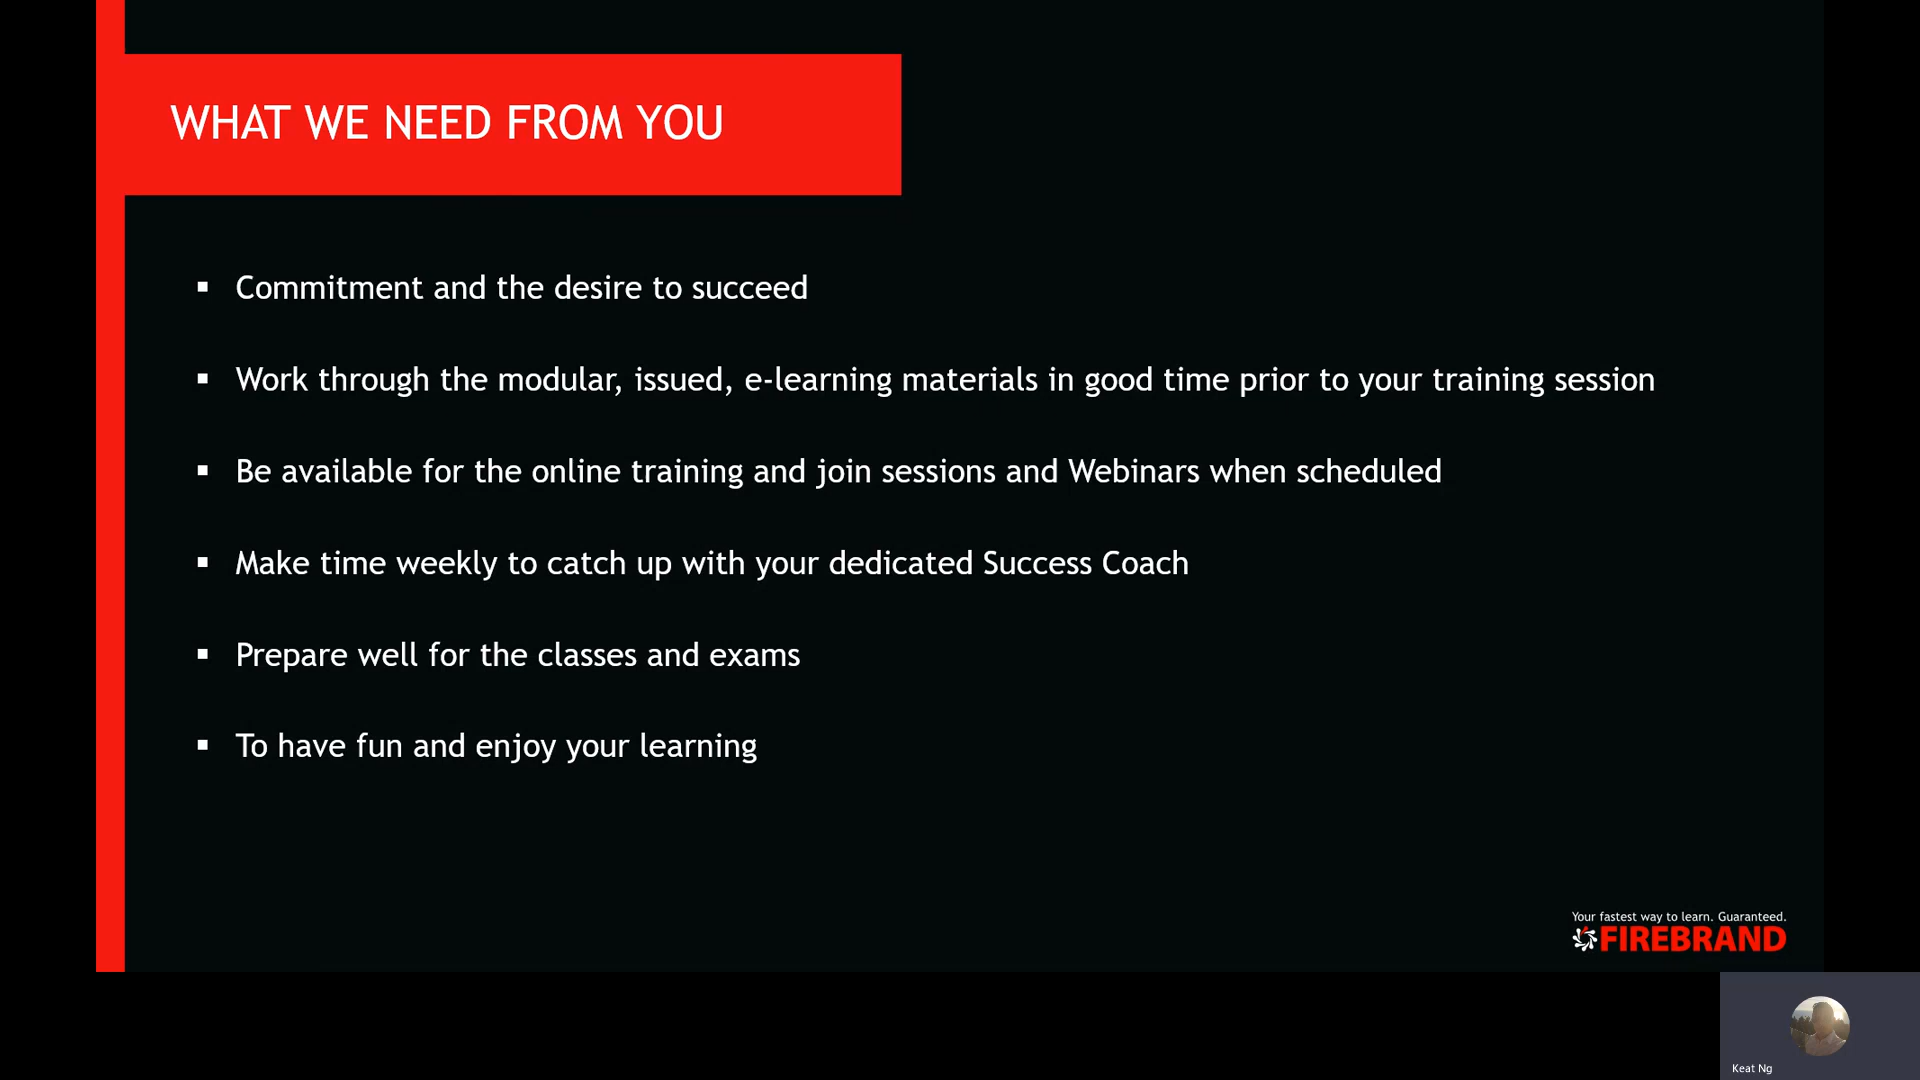 WHAT WE NEED FROM YOU
▪ Commitment and the desire to succeed
▪ Work through the modular, issued, e-learning materials in good time prior to your training session
▪ Be available for the online training and join sessions and Webinars when scheduled
▪ Make time weekly to catch up with your dedicated Success Coach
▪ Prepare well for the classes and exams
▪ To have fun and enjoy your learning
Your fastest way to learn. Guaranteed.
FIREBRAND
Keat Ng